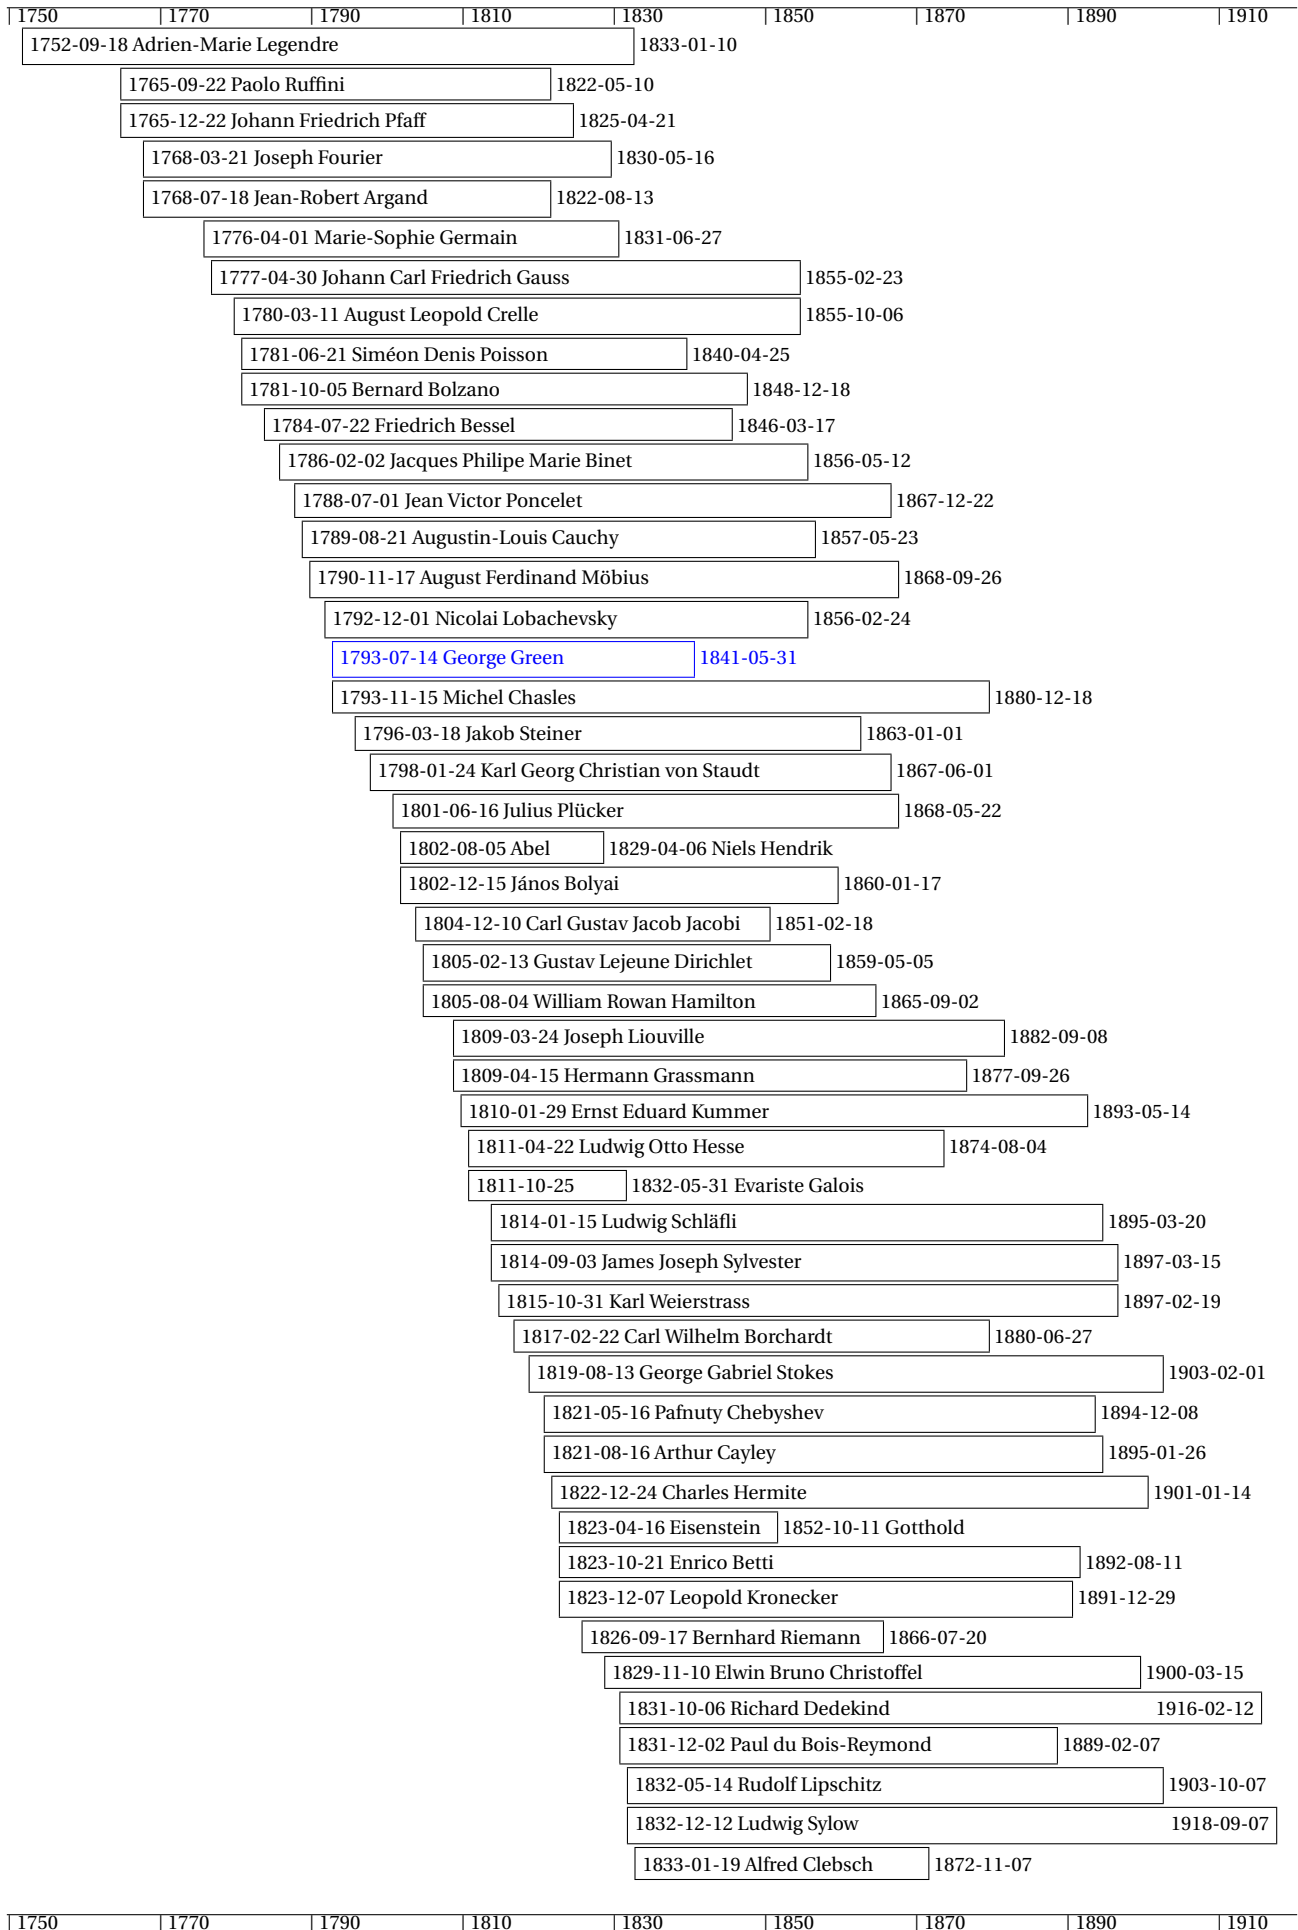 1750 1770 1790 1810 1830 1850 1870 1890 1910
1752-09-18 Adrien-Marie Legendre 1833-01-10
1765-09-22 Paolo Ruffini 1822-05-10
1765-12-22 Johann Friedrich Pfaff 1825-04-21
1768-03-21 Joseph Fourier 1830-05-16
1768-07-18 Jean-Robert Argand 1822-08-13
1776-04-01 Marie-Sophie Germain 1831-06-27
1777-04-30 Johann Carl Friedrich Gauss 1855-02-23
1780-03-11 August Leopold Crelle 1855-10-06
1781-06-21 Siméon Denis Poisson 1840-04-25
1781-10-05 Bernard Bolzano 1848-12-18
1784-07-22 Friedrich Bessel 1846-03-17
1786-02-02 Jacques Philipe Marie Binet 1856-05-12
1788-07-01 Jean Victor Poncelet 1867-12-22
1789-08-21 Augustin-Louis Cauchy 1857-05-23
1790-11-17 August Ferdinand Möbius 1868-09-26
1792-12-01 Nicolai Lobachevsky 1856-02-24
1793-07-14 George Green 1841-05-31
1793-11-15 Michel Chasles 1880-12-18
1796-03-18 Jakob Steiner 1863-01-01
1798-01-24 Karl Georg Christian von Staudt 1867-06-01
1801-06-16 Julius Plücker 1868-05-22
1802-08-05 Abel 1829-04-06 Niels Hendrik
1802-12-15 János Bolyai 1860-01-17
1804-12-10 Carl Gustav Jacob Jacobi 1851-02-18
1805-02-13 Gustav Lejeune Dirichlet 1859-05-05
1805-08-04 William Rowan Hamilton 1865-09-02
1809-03-24 Joseph Liouville 1882-09-08
1809-04-15 Hermann Grassmann 1877-09-26
1810-01-29 Ernst Eduard Kummer 1893-05-14
1811-04-22 Ludwig Otto Hesse 1874-08-04
1811-10-25 1832-05-31 Evariste Galois
1814-01-15 Ludwig Schläfli 1895-03-20
1814-09-03 James Joseph Sylvester 1897-03-15
1815-10-31 Karl Weierstrass 1897-02-19
1817-02-22 Carl Wilhelm Borchardt 1880-06-27
1819-08-13 George Gabriel Stokes 1903-02-01
1821-05-16 Pafnuty Chebyshev 1894-12-08
1821-08-16 Arthur Cayley 1895-01-26
1822-12-24 Charles Hermite 1901-01-14
1823-04-16 Eisenstein 1852-10-11 Gotthold
1823-10-21 Enrico Betti 1892-08-11
1823-12-07 Leopold Kronecker 1891-12-29
1826-09-17 Bernhard Riemann 1866-07-20
1829-11-10 Elwin Bruno Christoffel 1900-03-15
1831-10-06 Richard Dedekind 1916-02-12
1831-12-02 Paul du Bois-Reymond 1889-02-07
1832-05-14 Rudolf Lipschitz 1903-10-07
1832-12-12 Ludwig Sylow 1918-09-07
1833-01-19 Alfred Clebsch 1872-11-07
1750 1770 1790 1810 1830 1850 1870 1890 1910